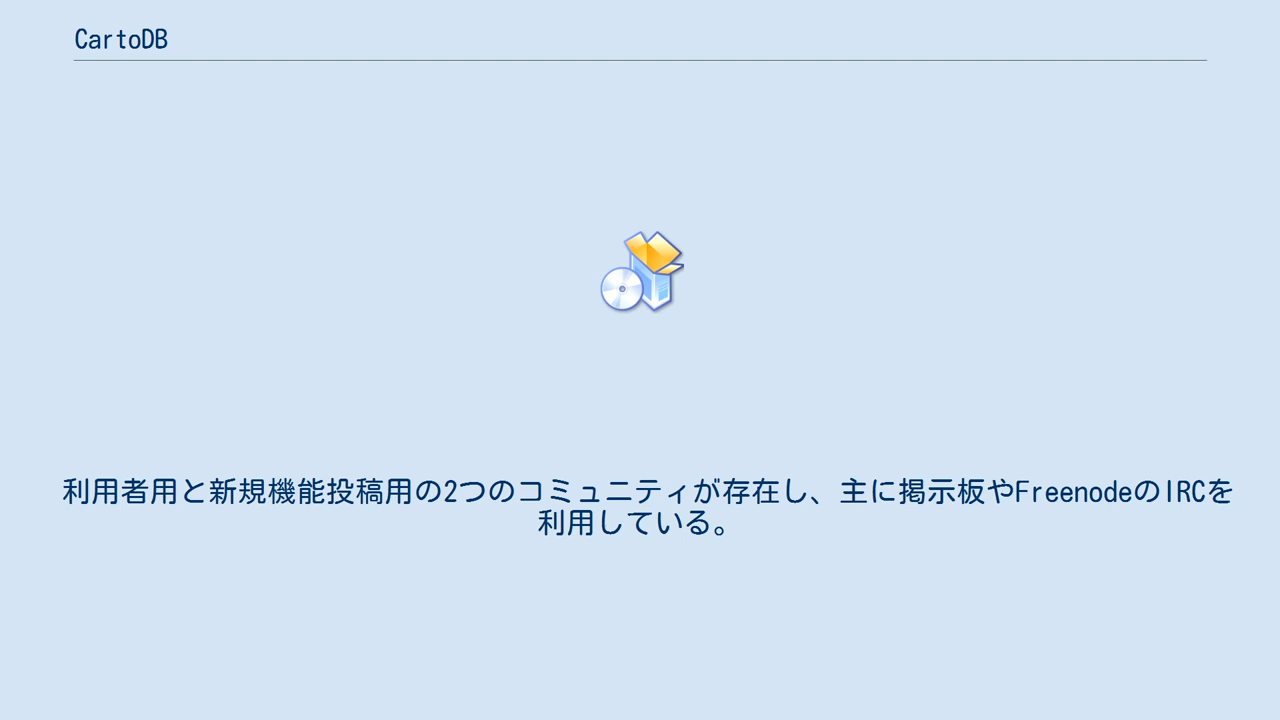 CartoDB
利用者用と新規機能投稿用の2つのコミュニティが存在し、主に掲示板やFreenodeのIRCを
利用している。